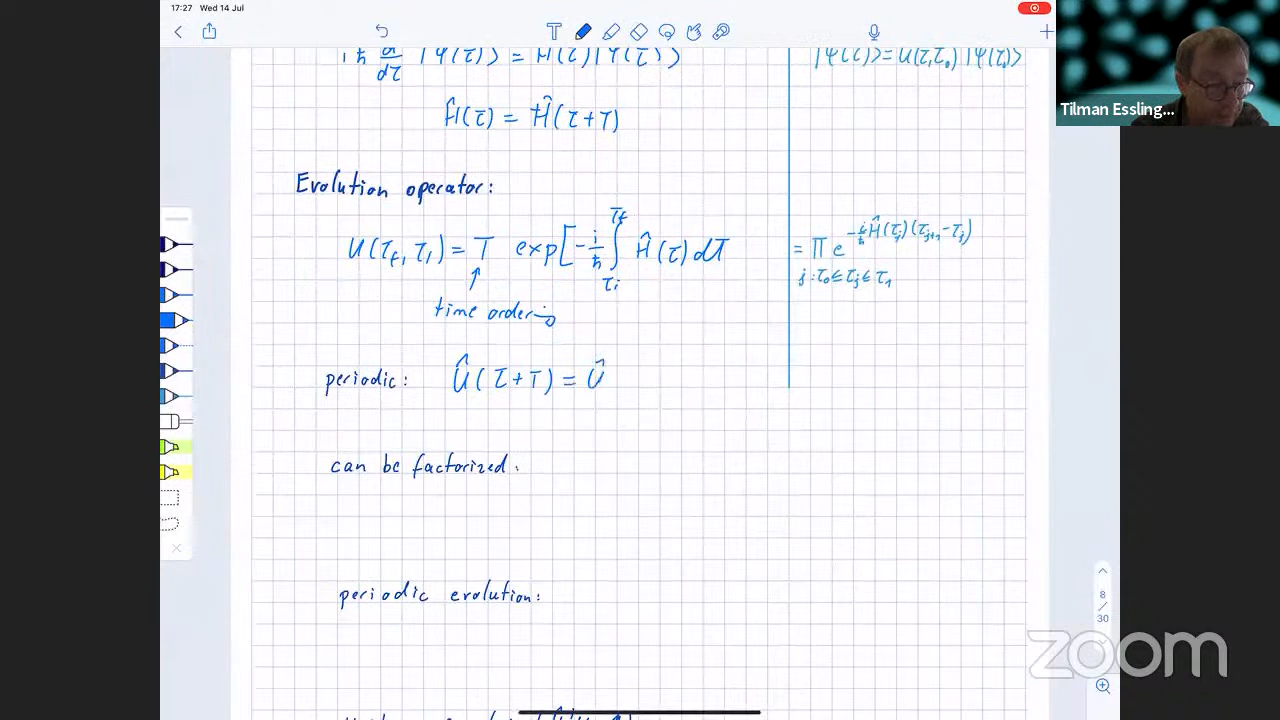 17:27 Wed 14 Jul
iħ d/dτ |ψ(τ)⟩ = H(τ)|ψ(τ)⟩
|ψ(τ)⟩ = U(τ,τ₀) |ψ(τ₀)⟩
Ĥ(τ) = Ĥ(τ+T)
Evolution operator:
U(τf, τi) = T exp[-i/ħ ∫τi^τf Ĥ(τ) dτ
= Π e^{-i/ħ Ĥ(τj)(τj+1 - τj)}
j: τ₀ ≤ τj ≤ τ₁
time ordering
periodic: Û(τ+T) = Û
can be factorized.
periodic evolution:
Tilman Essling...
8
/
30
zoom